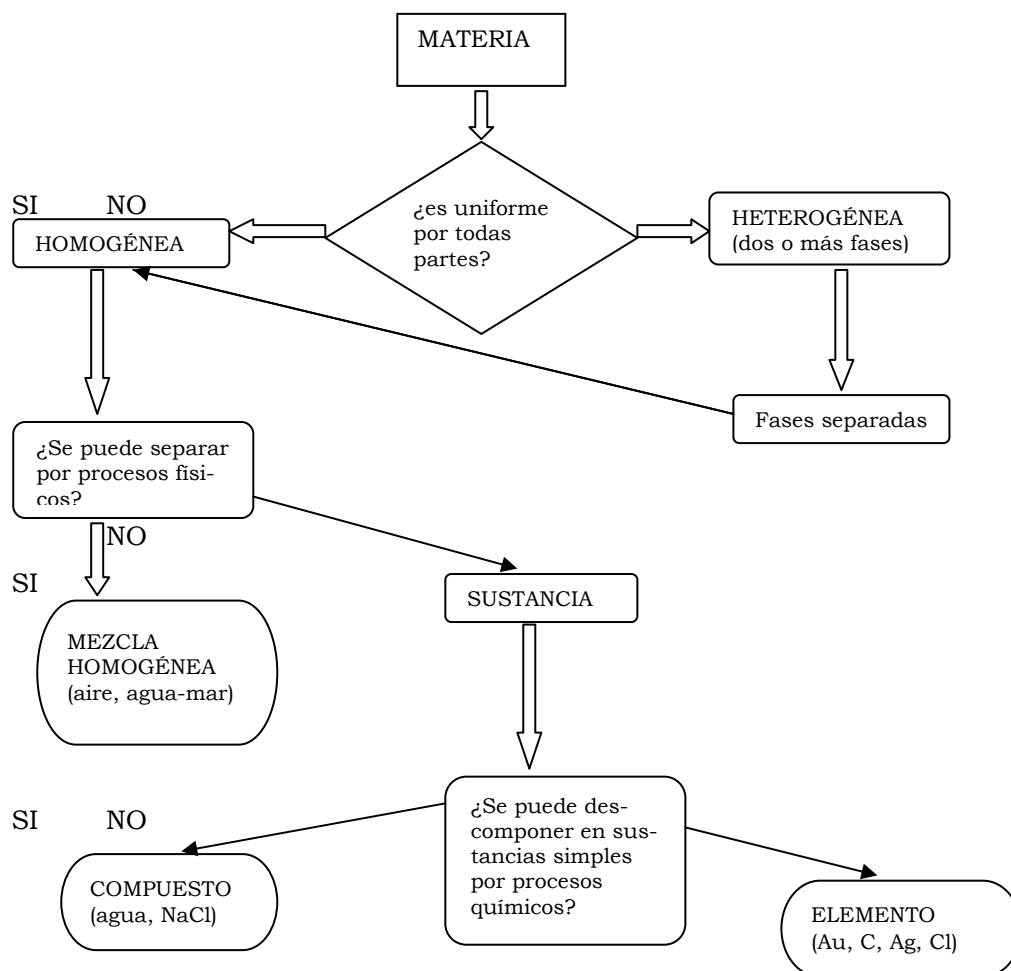 MATERIA
¿es uniforme
por todas
partes?
SI NO
HOMOGÉNEA
HETEROGÉNEA
(dos o más fases)
Fases separadas
¿Se puede separar
por procesos físi-
cos?
NO
SI
SUSTANCIA
MEZCLA
HOMOGÉNEA
(aire, agua-mar)
¿Se puede des-
componer en sus-
tancias simples
por procesos
químicos?
SI NO
COMPUESTO
(agua, NaCl)
ELEMENTO
(Au, C, Ag, Cl)